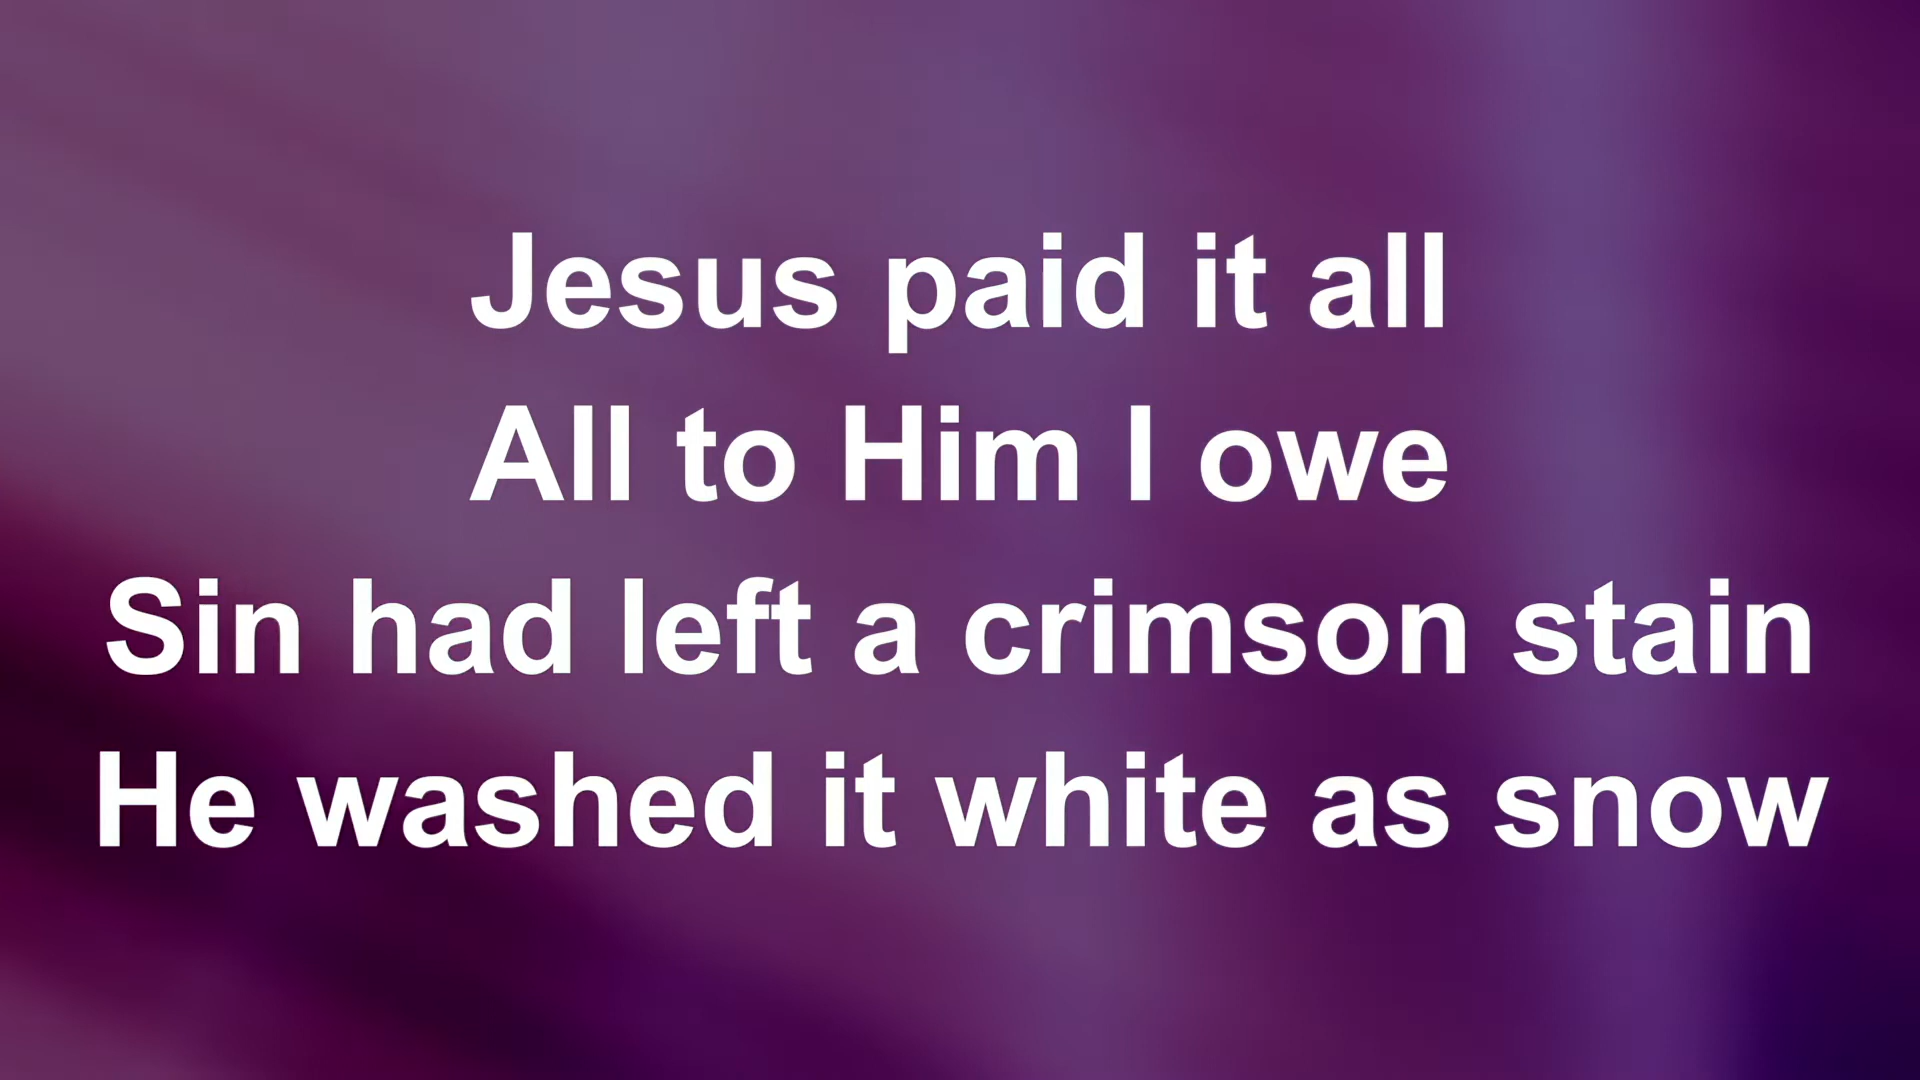 Jesus paid it all
All to Him I owe
Sin had left a crimson stain
He washed it white as snow